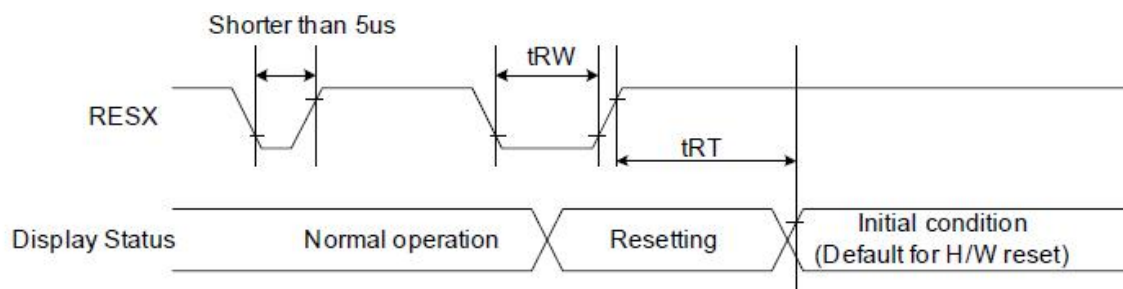 Shorter than 5us
tRW
RESX
tRT
Display Status
Normal operation
Resetting
Initial condition
(Default for H/W reset)